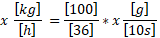 x [kg]/[h] = [100]/[36] * x [g]/[10s]